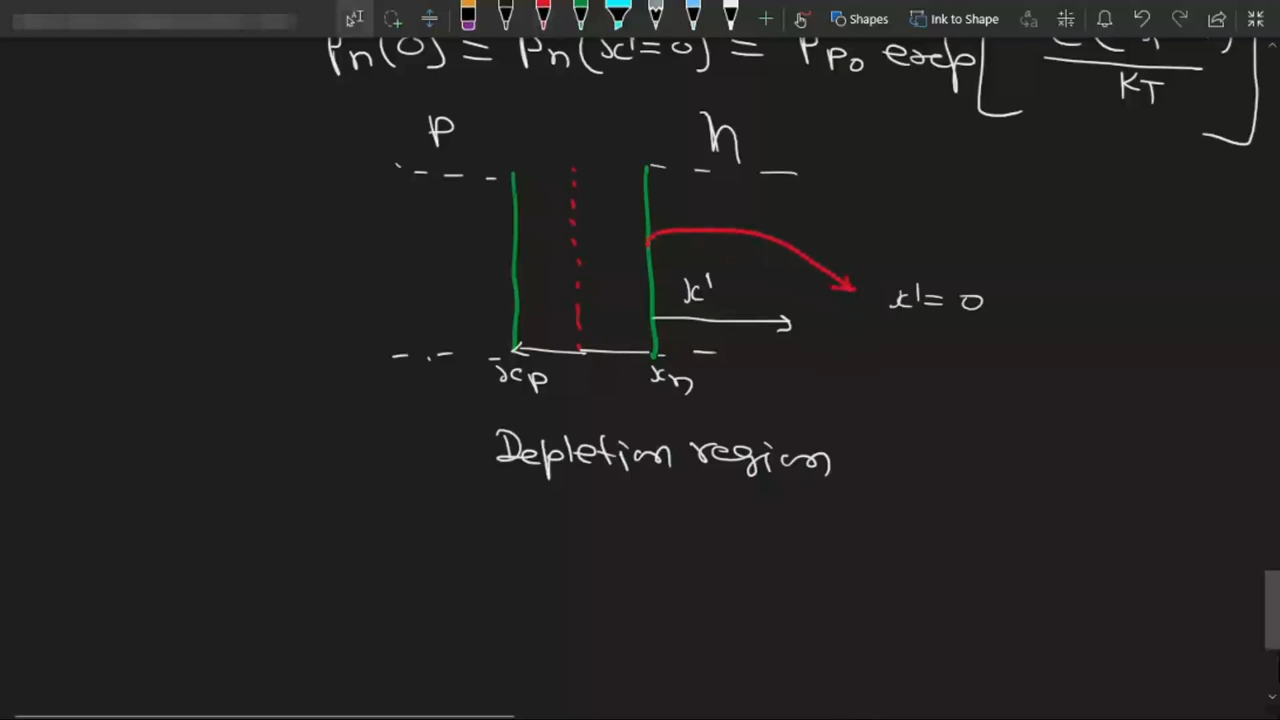 Shapes Ink to Shape
Pn(0) = Pn(x'=0) = Pp₀ exp[
KT
P n
x'
x'= 0
-xp xn
Depletion region